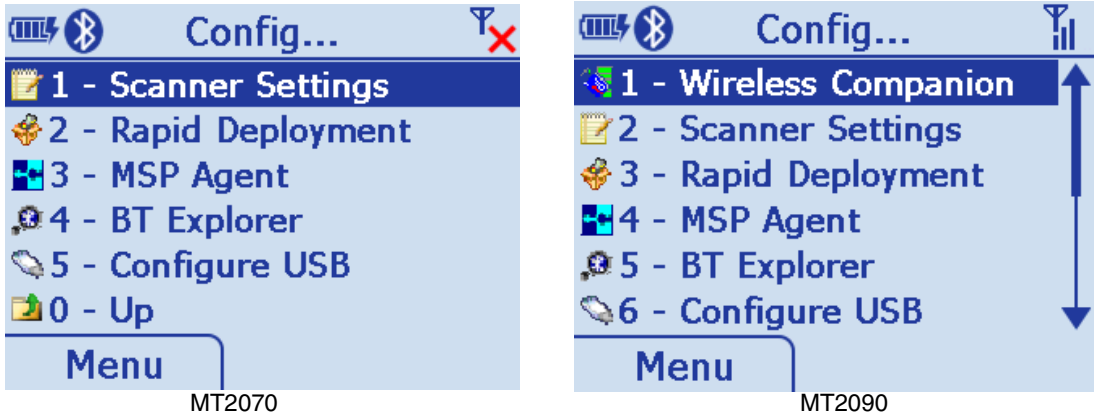 Config...
1 - Scanner Settings
2 - Rapid Deployment
3 - MSP Agent
4 - BT Explorer
5 - Configure USB
0 - Up
Menu
MT2070
Config...
1 - Wireless Companion
2 - Scanner Settings
3 - Rapid Deployment
4 - MSP Agent
5 - BT Explorer
6 - Configure USB
Menu
MT2090